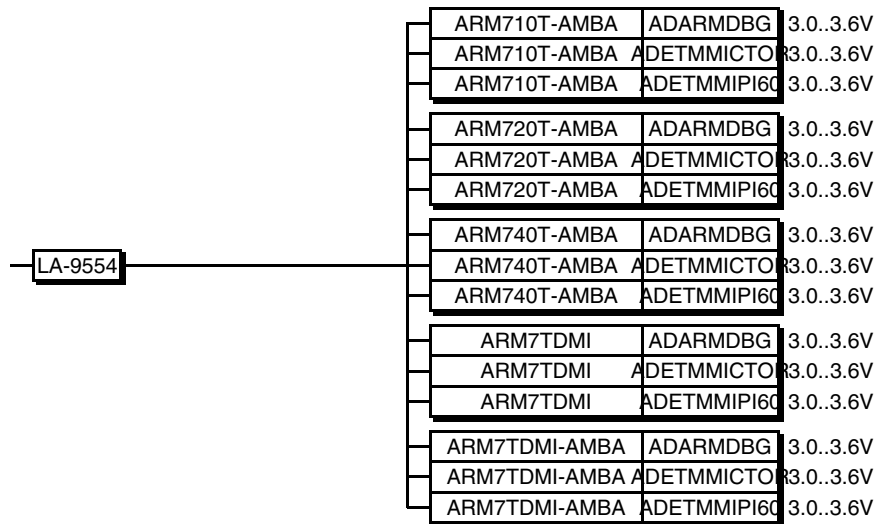 ARM710T-AMBA ADARMDBG 3.0..3.6V
ARM710T-AMBA ADETMMICTOR 3.0..3.6V
ARM710T-AMBA ADETMMIPI60 3.0..3.6V
ARM720T-AMBA ADARMDBG 3.0..3.6V
ARM720T-AMBA ADETMMICTOR 3.0..3.6V
ARM720T-AMBA ADETMMIPI60 3.0..3.6V
ARM740T-AMBA ADARMDBG 3.0..3.6V
LA-9554 ARM740T-AMBA ADETMMICTOR 3.0..3.6V
ARM740T-AMBA ADETMMIPI60 3.0..3.6V
ARM7TDMI ADARMDBG 3.0..3.6V
ARM7TDMI ADETMMICTOR 3.0..3.6V
ARM7TDMI ADETMMIPI60 3.0..3.6V
ARM7TDMI-AMBA ADARMDBG 3.0..3.6V
ARM7TDMI-AMBA ADETMMICTOR 3.0..3.6V
ARM7TDMI-AMBA ADETMMIPI60 3.0..3.6V